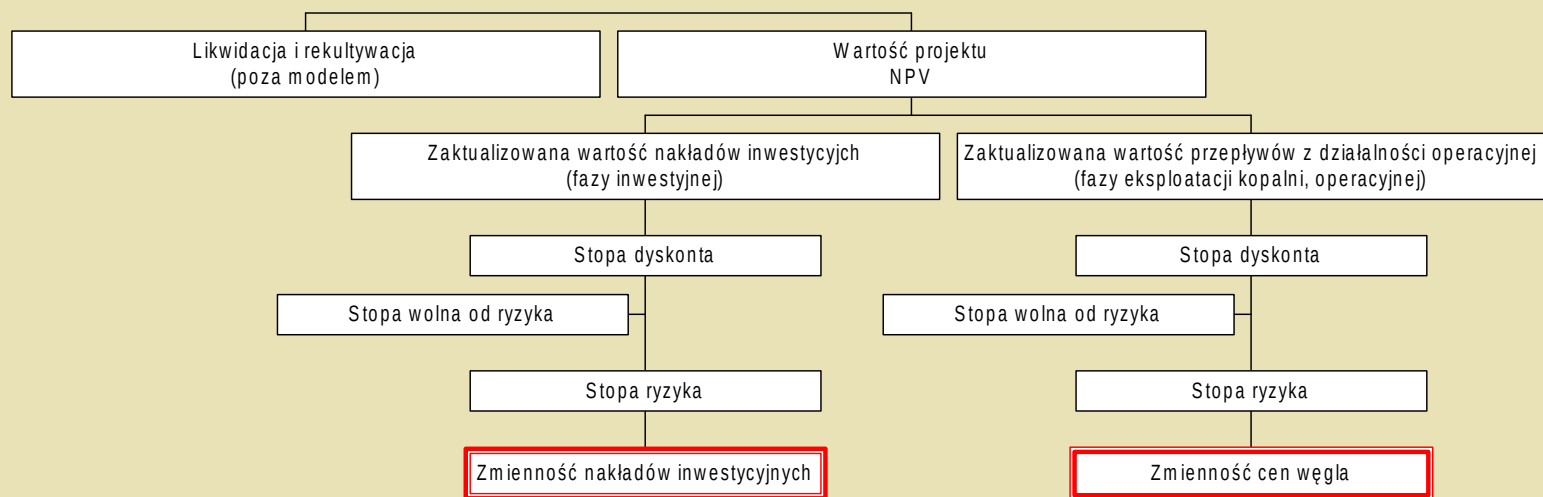 Likwidacja i rekultywacja
(poza modelem)
Wartość projektu
NPV
Zaktualizowana wartość nakładów inwestycyjch
(fazy inwestyjnej)
Zaktualizowana wartość przepływów z działalności operacyjnej
(fazy eksploatacji kopalni, operacyjnej)
Stopa dyskonta
Stopa dyskonta
Stopa wolna od ryzyka
Stopa wolna od ryzyka
Stopa ryzyka
Stopa ryzyka
Zmienność nakładów inwestycyjnych
Zmienność cen węgla